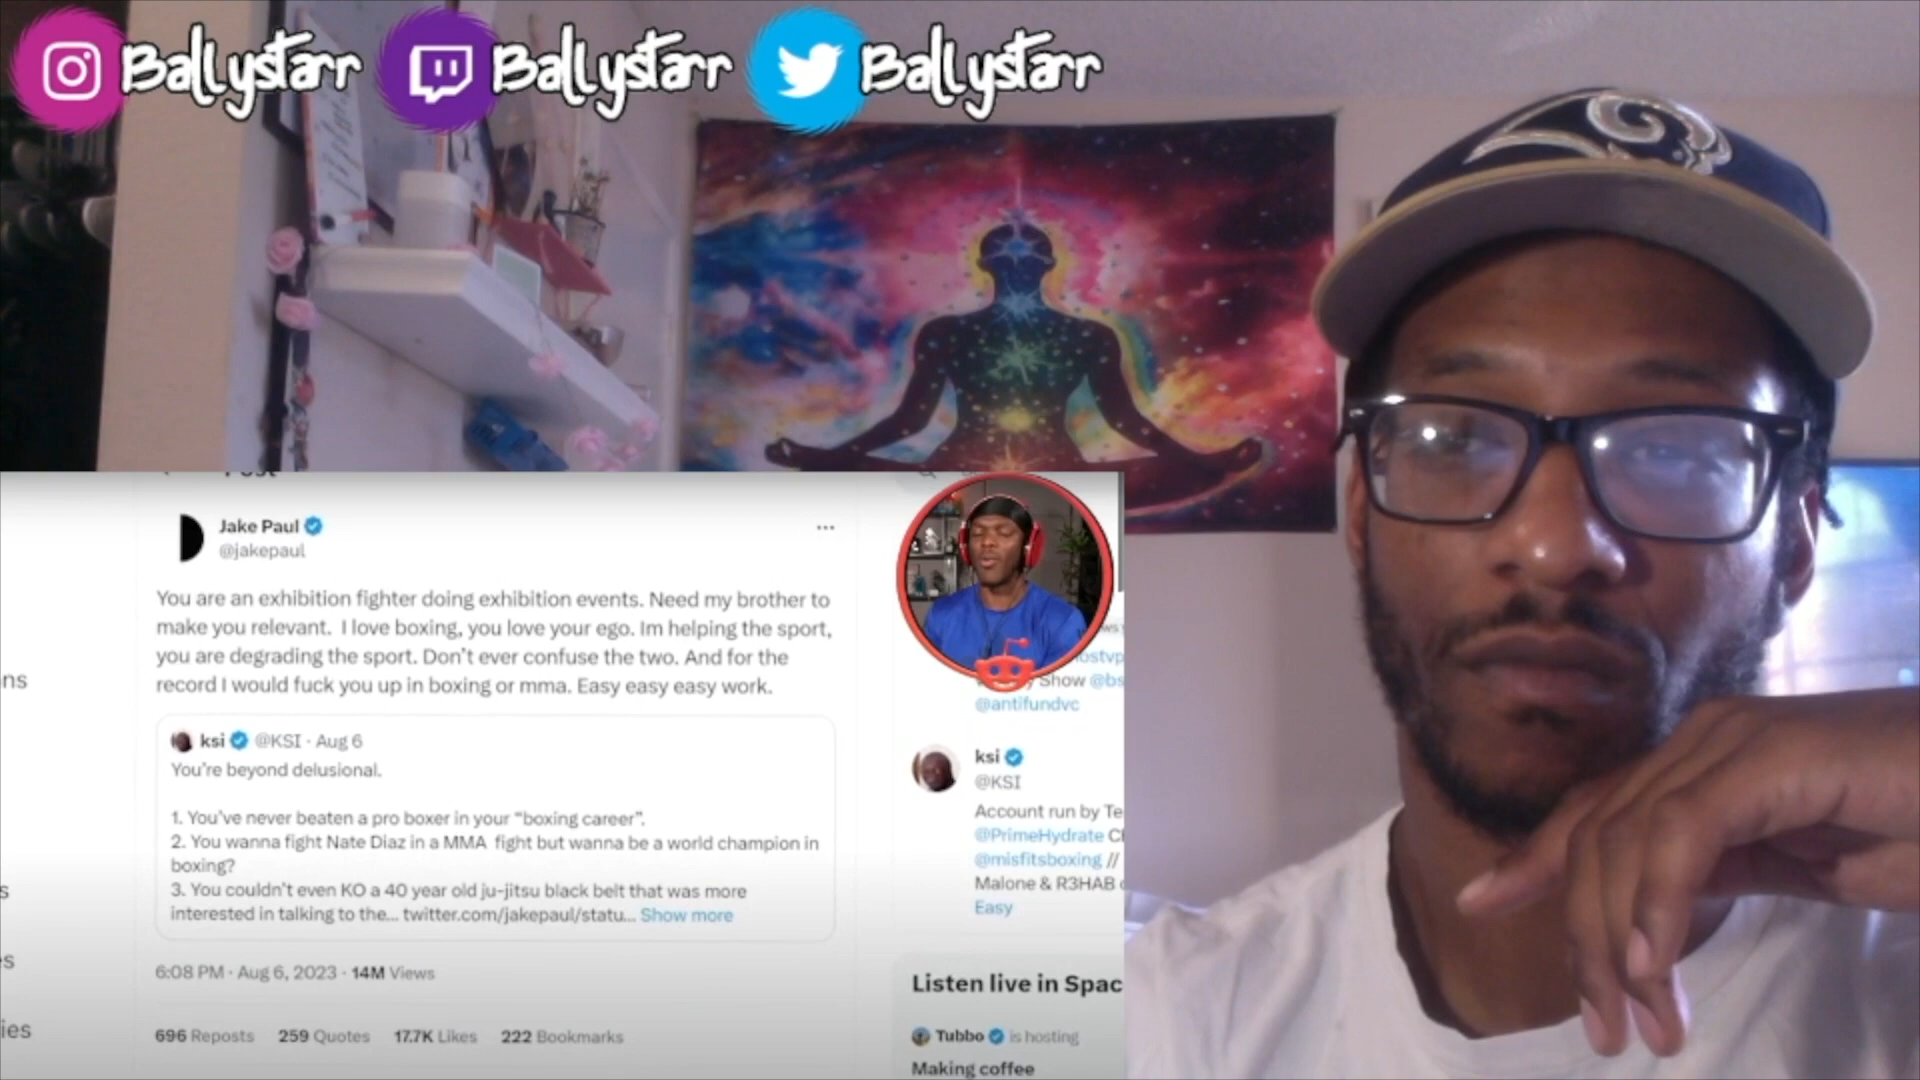 Ballystarr Ballystarr Ballystarr
Post
Jake Paul
@jakepaul
You are an exhibition fighter doing exhibition events. Need my brother to
make you relevant. I love boxing, you love your ego. Im helping the sport,
you are degrading the sport. Don't ever confuse the two. And for the
record I would fuck you up in boxing or mma. Easy easy easy work.
ksi @KSI · Aug 6
You're beyond delusional.
1. You've never beaten a pro boxer in your “boxing career”.
2. You wanna fight Nate Diaz in a MMA fight but wanna be a world champion in
boxing?
3. You couldn't even KO a 40 year old ju-jitsu black belt that was more
interested in talking to the... twitter.com/jakepaul/statu... Show more
6:08 PM · Aug 6, 2023 · 14M Views
696 Reposts 259 Quotes 17.7K Likes 222 Bookmarks
ns
s
es
ies
ostvp
Show @bs
@antifundvc
ksi
@KSI
Account run by Te
@PrimeHydrate C
@misfitsboxing //
Malone & R3HAB
Easy
Listen live in Spac
Tubbo is hosting
Making coffee